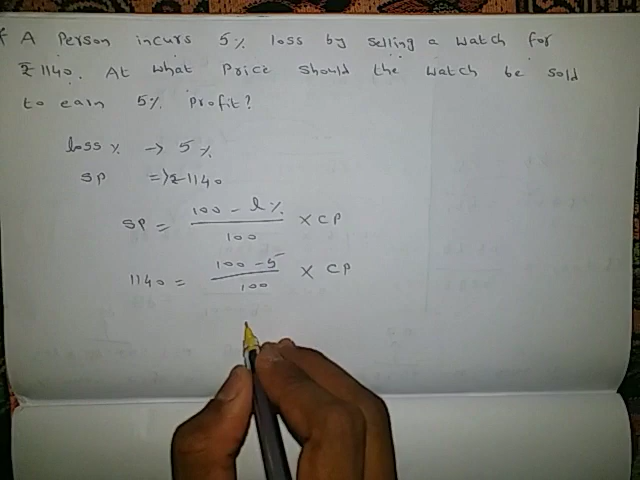 A Person incurs 5% loss by selling a watch for
₹ 1140. At what Price should the watch be sold
to earn 5% Profit?
loss % → 5 %
SP => ₹ 1140
SP = 100 - l% / 100 × CP
1140 = 100 - 5 / 100 × CP